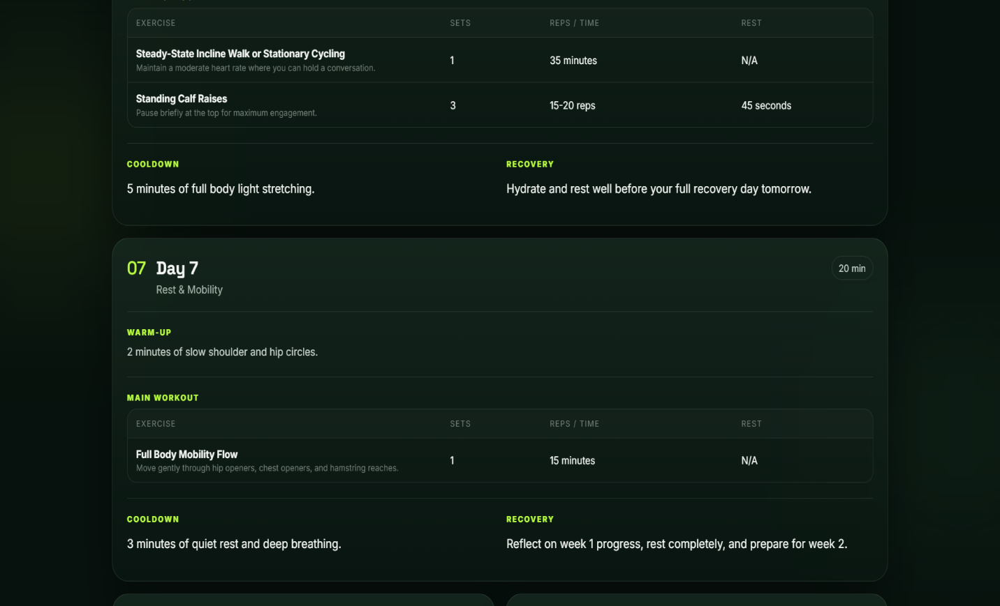 EXERCISE SETS REPS / TIME REST
Steady-State Incline Walk or Stationary Cycling 1 35 minutes N/A
Maintain a moderate heart rate where you can hold a conversation.
Standing Calf Raises 3 15-20 reps 45 seconds
Pause briefly at the top for maximum engagement.
COOLDOWN RECOVERY
5 minutes of full body light stretching. Hydrate and rest well before your full recovery day tomorrow.
07 Day 7 20 min
Rest & Mobility
WARM-UP
2 minutes of slow shoulder and hip circles.
MAIN WORKOUT
EXERCISE SETS REPS / TIME REST
Full Body Mobility Flow 1 15 minutes N/A
Move gently through hip openers, chest openers, and hamstring reaches.
COOLDOWN RECOVERY
3 minutes of quiet rest and deep breathing. Reflect on week 1 progress, rest completely, and prepare for week 2.